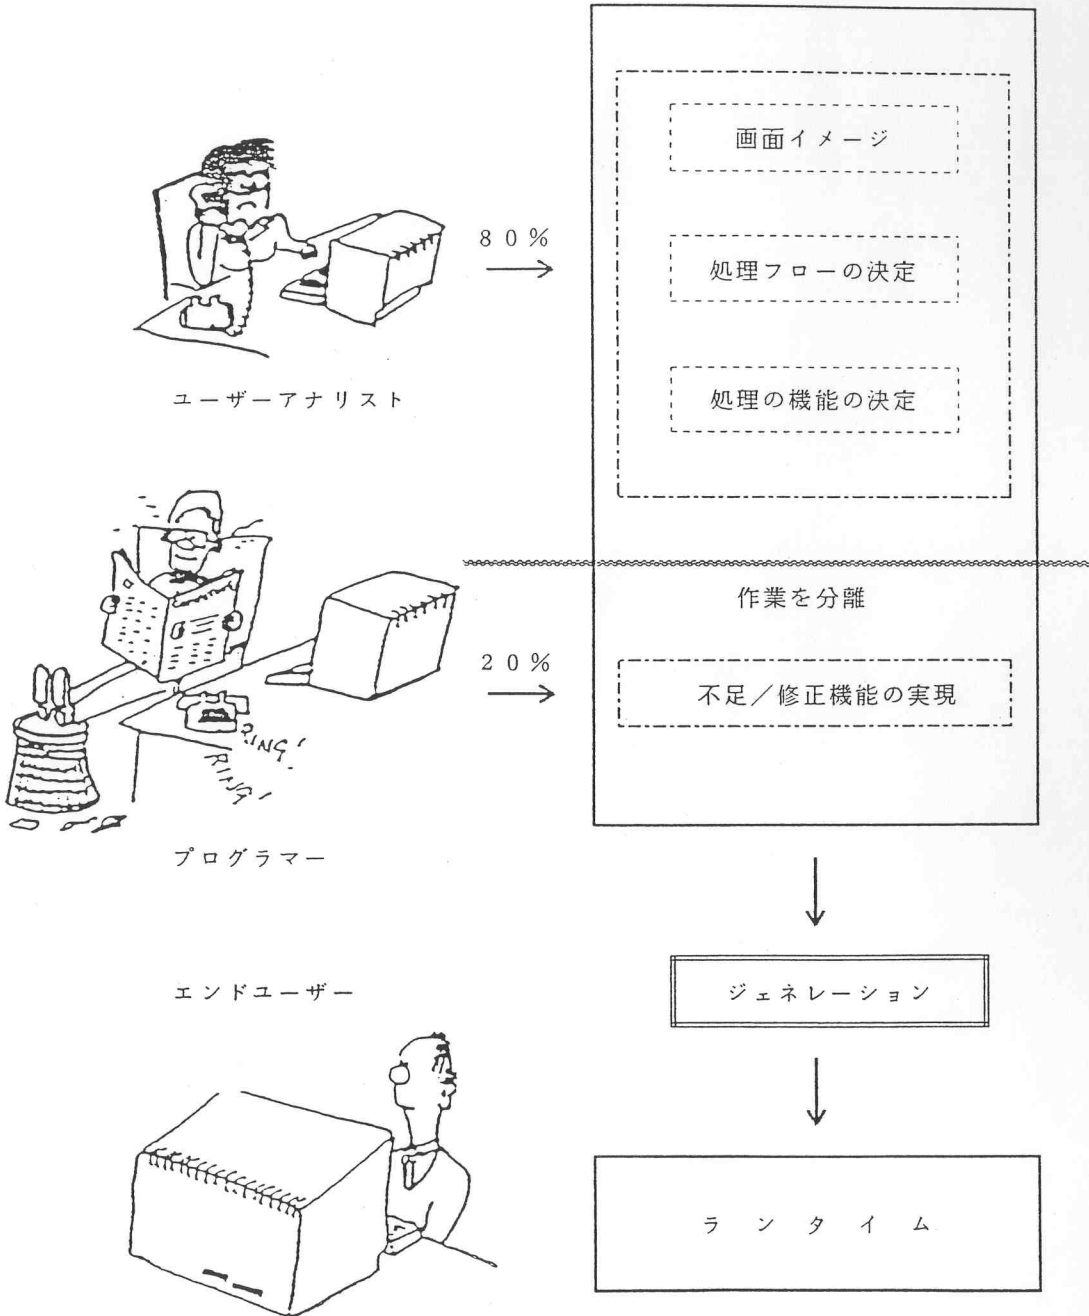 画面イメージ
80%
処理フローの決定
処理の機能の決定
ユーザーアナリスト
作業を分離
20%
不足/修正機能の実現
RING!
RING!
プログラマー
エンドユーザー
ジェネレーション
ランタイム